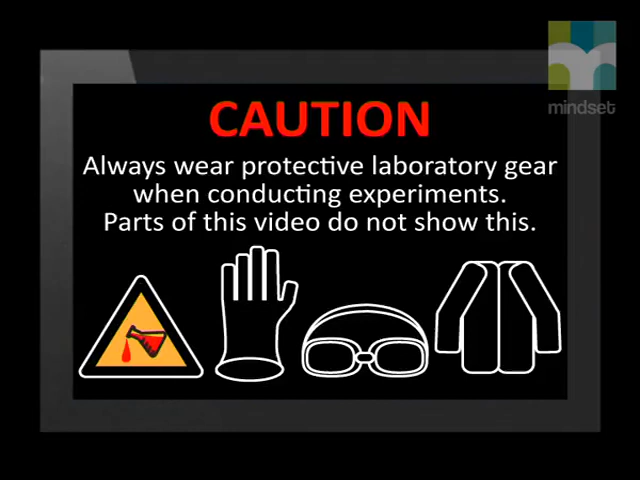 mindset
CAUTION
Always wear protective laboratory gear
when conducting experiments.
Parts of this video do not show this.